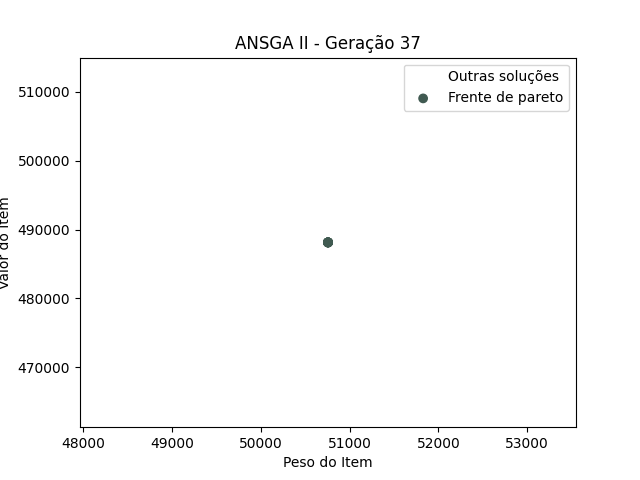 ANSGA II - Geração 37
Outras soluções
Frente de pareto
510000
500000
490000
480000
470000
Valor do Item
48000 49000 50000 51000 52000 53000
Peso do Item